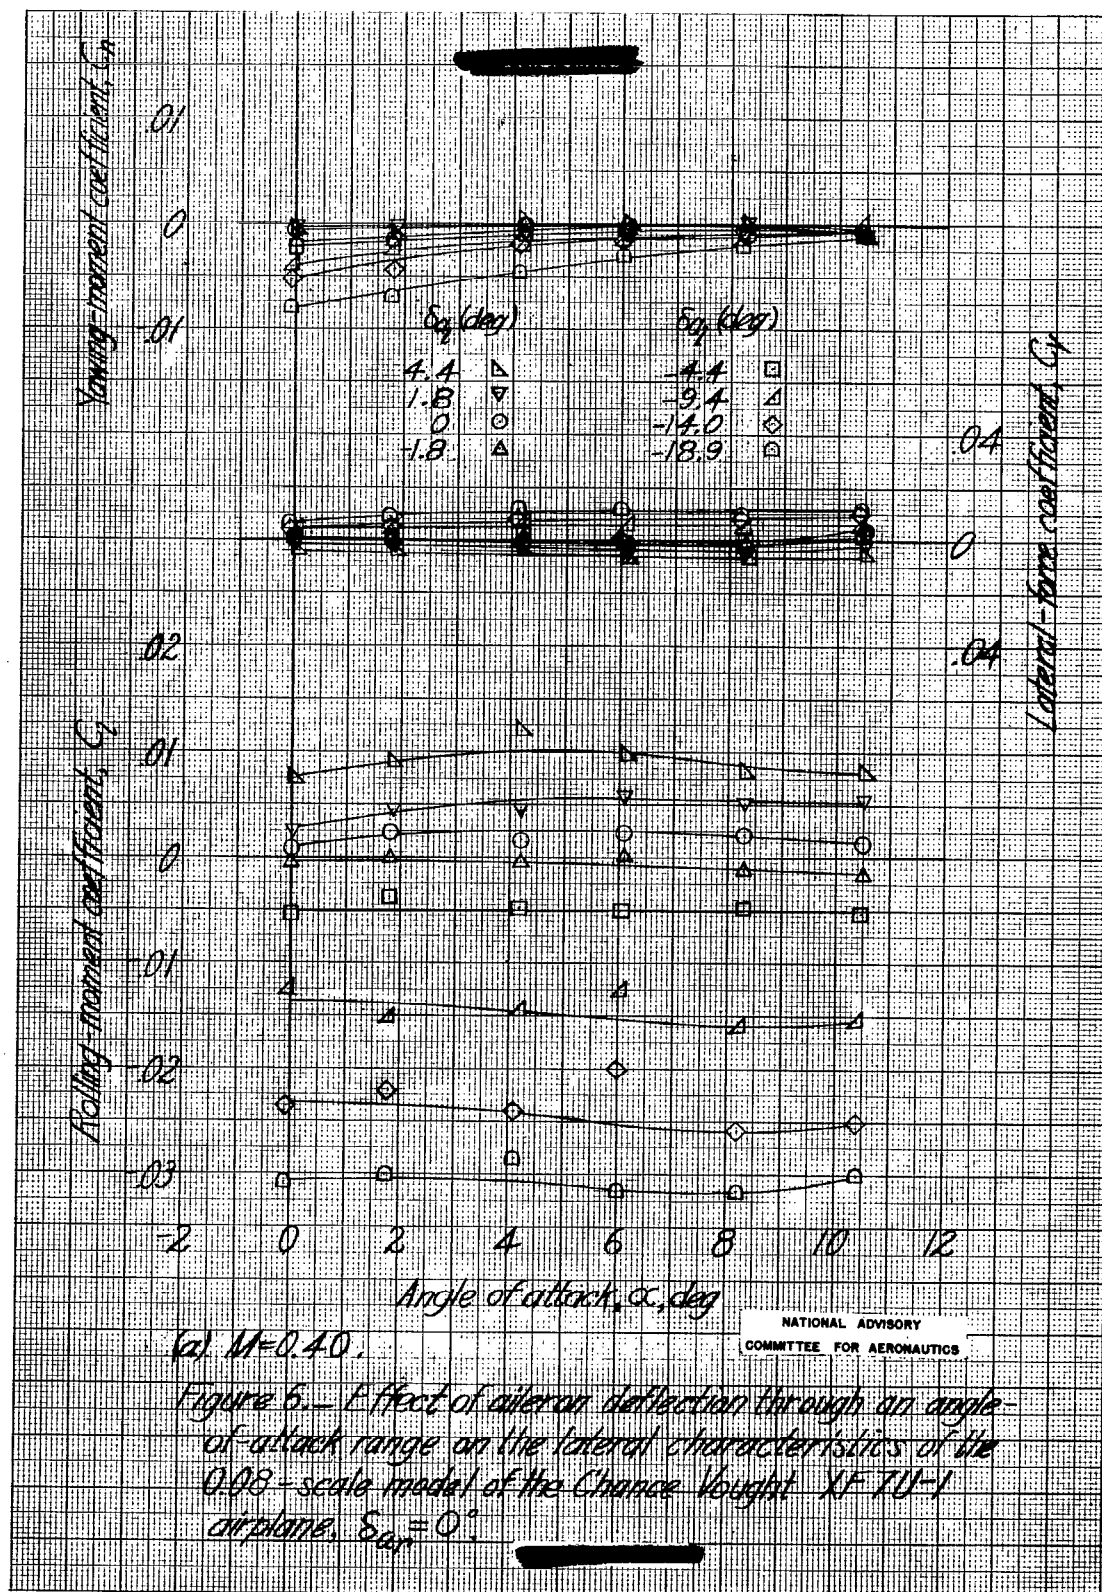 Yawing-moment coefficient, Cn
.01
0
-.01
δaℓ (deg) δaℓ (deg)
4.4 -4.4
1.8 -9.4
0 -14.0
-1.8 -18.9
Lateral-force coefficient, CY
.04
0
.04
Rolling-moment coefficient, Cl
.02
.01
0
-.01
-.02
-.03
-2 0 2 4 6 8 10 12
Angle of attack, α, deg
NATIONAL ADVISORY
COMMITTEE FOR AERONAUTICS
(a) M=0.40.
Figure 6.— Effect of aileron deflection through an angle-
of-attack range on the lateral characteristics of the
0.08-scale model of the Chance Vought XF7U-1
airplane. δar = 0°.